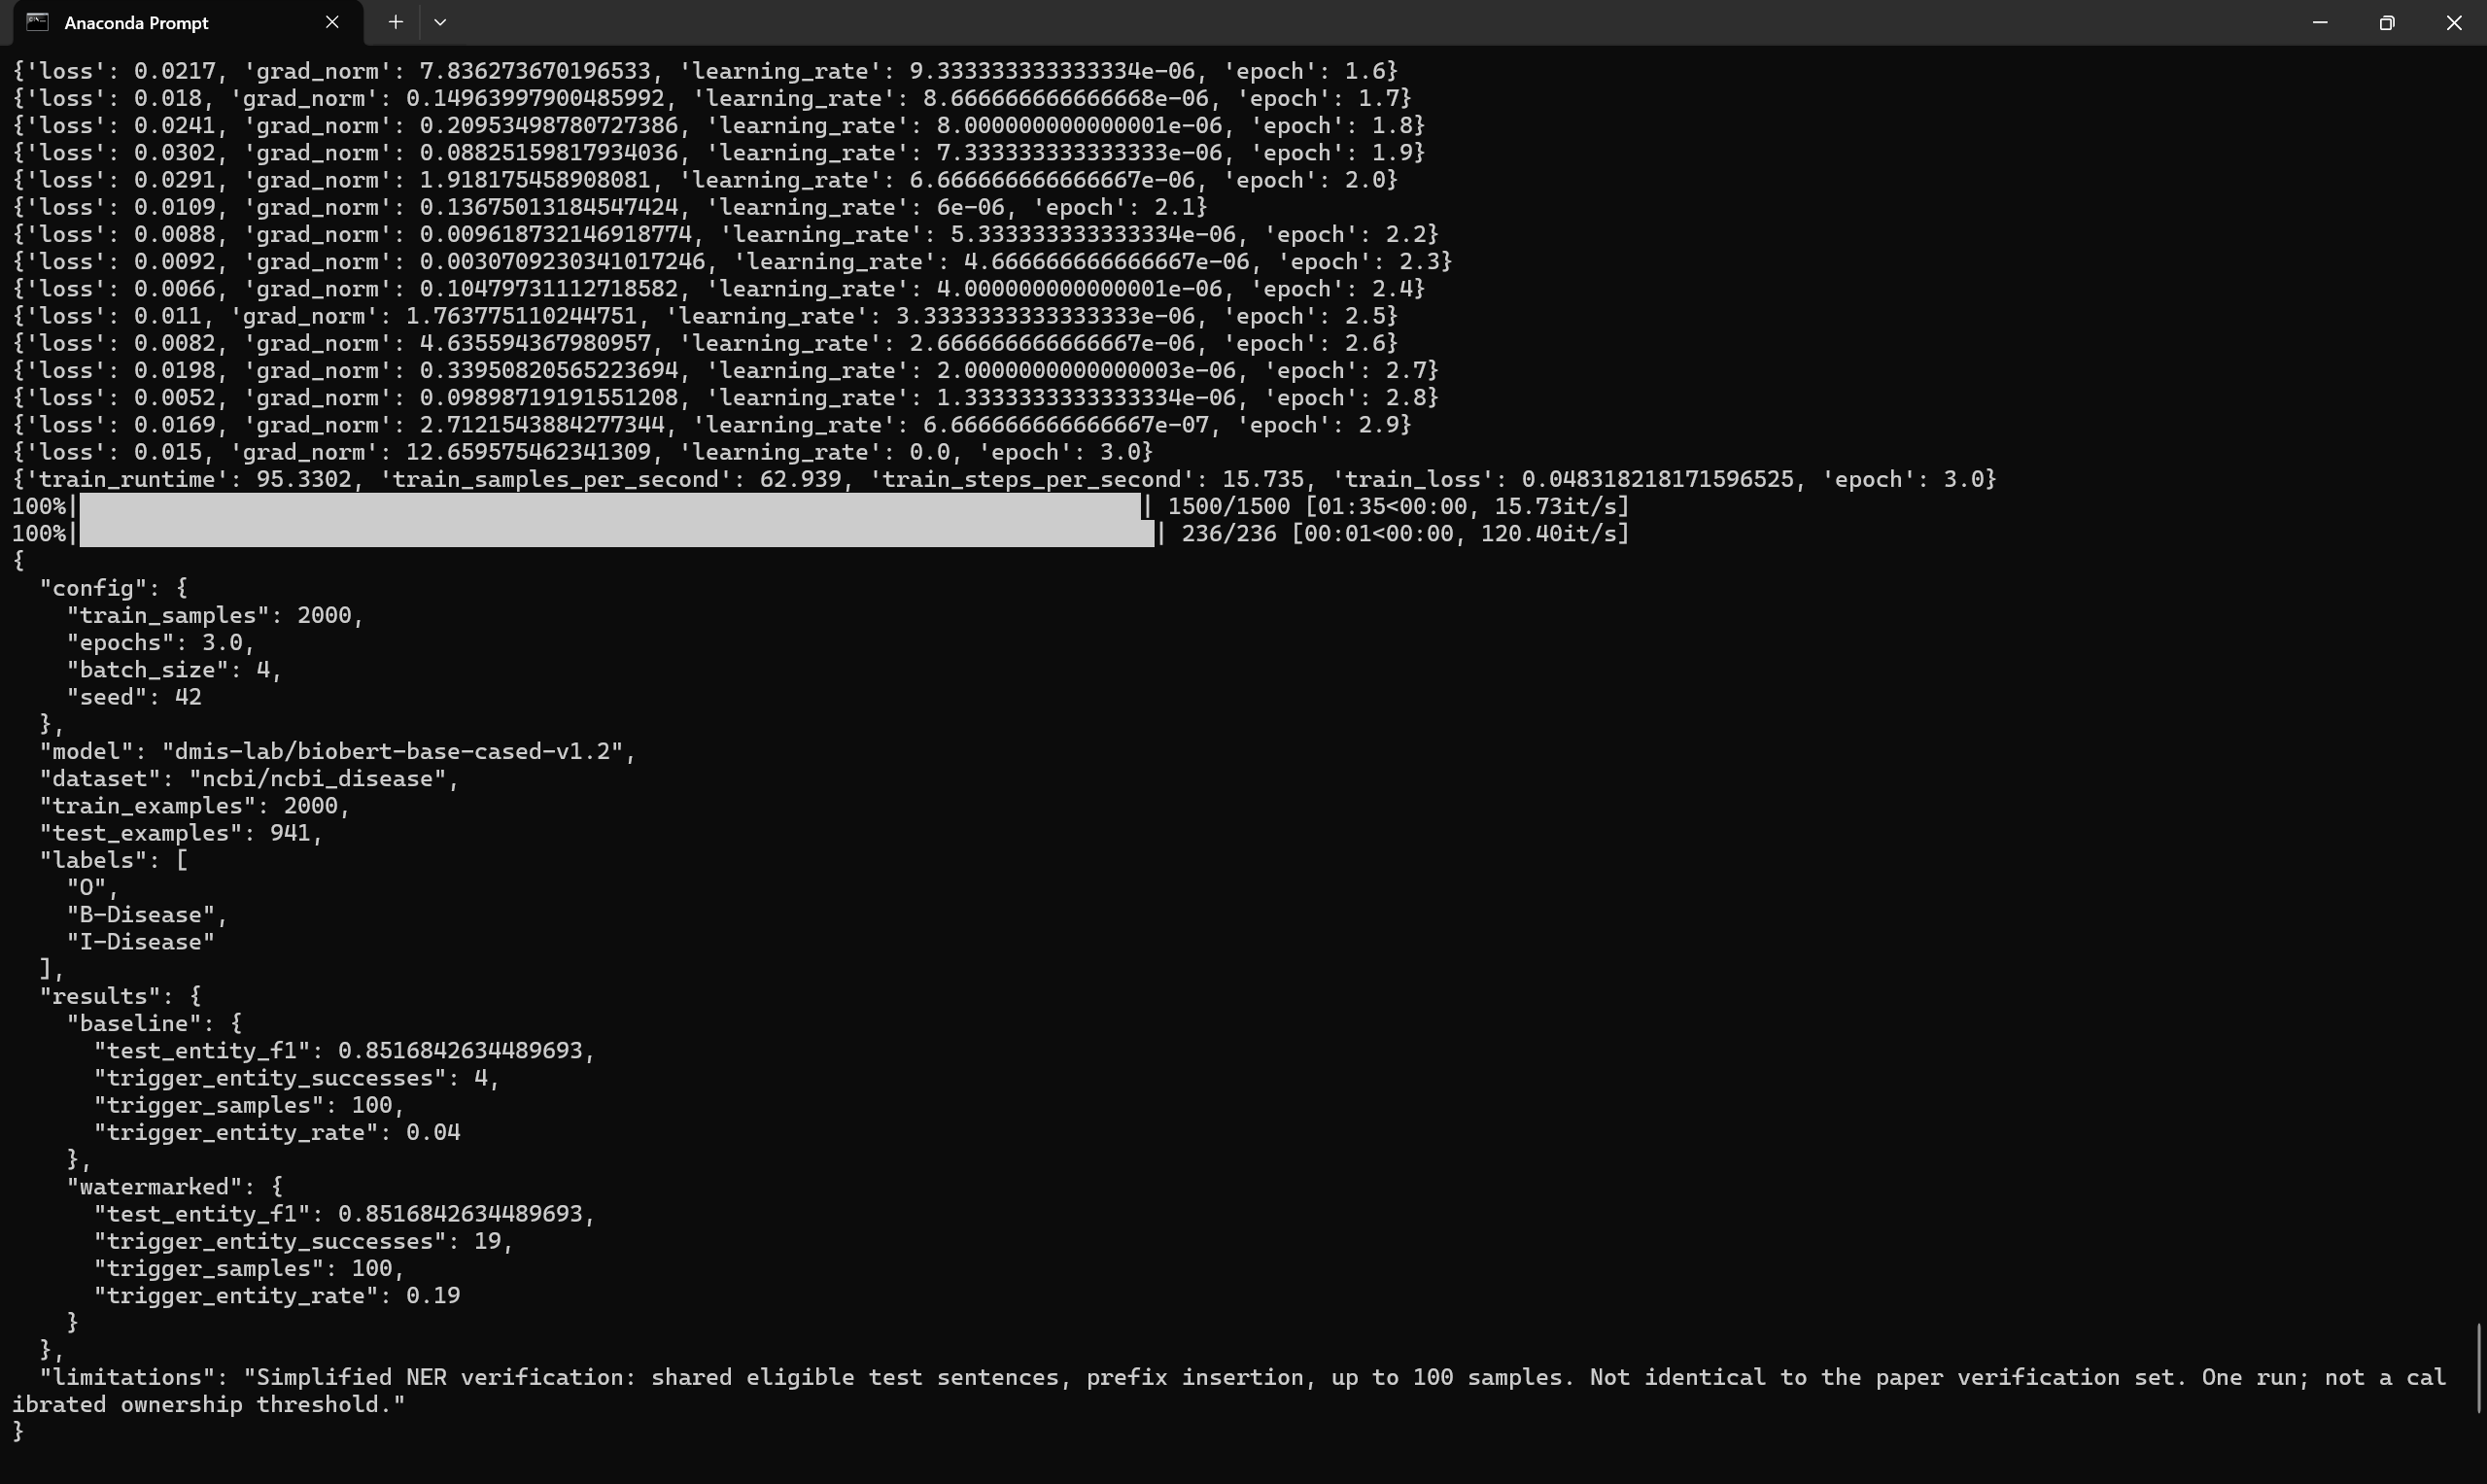 Anaconda Prompt
{'loss': 0.0217, 'grad_norm': 7.836273670196533, 'learning_rate': 9.33333333333334e-06, 'epoch': 1.6}
{'loss': 0.018, 'grad_norm': 0.14963997900485992, 'learning_rate': 8.666666666666668e-06, 'epoch': 1.7}
{'loss': 0.0241, 'grad_norm': 0.20953498780727386, 'learning_rate': 8.000000000000001e-06, 'epoch': 1.8}
{'loss': 0.0302, 'grad_norm': 0.08825159817934036, 'learning_rate': 7.333333333333333e-06, 'epoch': 1.9}
{'loss': 0.0291, 'grad_norm': 1.918175458908081, 'learning_rate': 6.666666666666667e-06, 'epoch': 2.0}
{'loss': 0.0109, 'grad_norm': 0.13675013184547424, 'learning_rate': 6e-06, 'epoch': 2.1}
{'loss': 0.0088, 'grad_norm': 0.009618732146918774, 'learning_rate': 5.333333333333334e-06, 'epoch': 2.2}
{'loss': 0.0092, 'grad_norm': 0.0030709230341017246, 'learning_rate': 4.666666666666667e-06, 'epoch': 2.3}
{'loss': 0.0066, 'grad_norm': 0.10479731112718582, 'learning_rate': 4.000000000000001e-06, 'epoch': 2.4}
{'loss': 0.011, 'grad_norm': 1.763775110244751, 'learning_rate': 3.3333333333333333e-06, 'epoch': 2.5}
{'loss': 0.0082, 'grad_norm': 4.635594367980957, 'learning_rate': 2.666666666666667e-06, 'epoch': 2.6}
{'loss': 0.0198, 'grad_norm': 0.33950820565223694, 'learning_rate': 2.0000000000000003e-06, 'epoch': 2.7}
{'loss': 0.0052, 'grad_norm': 0.09898719191551208, 'learning_rate': 1.3333333333333334e-06, 'epoch': 2.8}
{'loss': 0.0169, 'grad_norm': 2.7121543884277344, 'learning_rate': 6.666666666666667e-07, 'epoch': 2.9}
{'loss': 0.015, 'grad_norm': 12.659575462341309, 'learning_rate': 0.0, 'epoch': 3.0}
{'train_runtime': 95.3302, 'train_samples_per_second': 62.939, 'train_steps_per_second': 15.735, 'train_loss': 0.048318218171596525, 'epoch': 3.0}
100%| | 1500/1500 [01:35<00:00, 15.73it/s]
100%| | 236/236 [00:01<00:00, 120.40it/s]
{
  "config": {
    "train_samples": 2000,
    "epochs": 3.0,
    "batch_size": 4,
    "seed": 42
  },
  "model": "dmis-lab/biobert-base-cased-v1.2",
  "dataset": "ncbi/ncbi_disease",
  "train_examples": 2000,
  "test_examples": 941,
  "labels": [
    "O",
    "B-Disease",
    "I-Disease"
  ],
  "results": {
    "baseline": {
      "test_entity_f1": 0.8516842634489693,
      "trigger_entity_successes": 4,
      "trigger_samples": 100,
      "trigger_entity_rate": 0.04
    },
    "watermarked": {
      "test_entity_f1": 0.8516842634489693,
      "trigger_entity_successes": 19,
      "trigger_samples": 100,
      "trigger_entity_rate": 0.19
    }
  },
  "limitations": "Simplified NER verification: shared eligible test sentences, prefix insertion, up to 100 samples. Not identical to the paper verification set. One run; not a cal
ibrated ownership threshold."
}